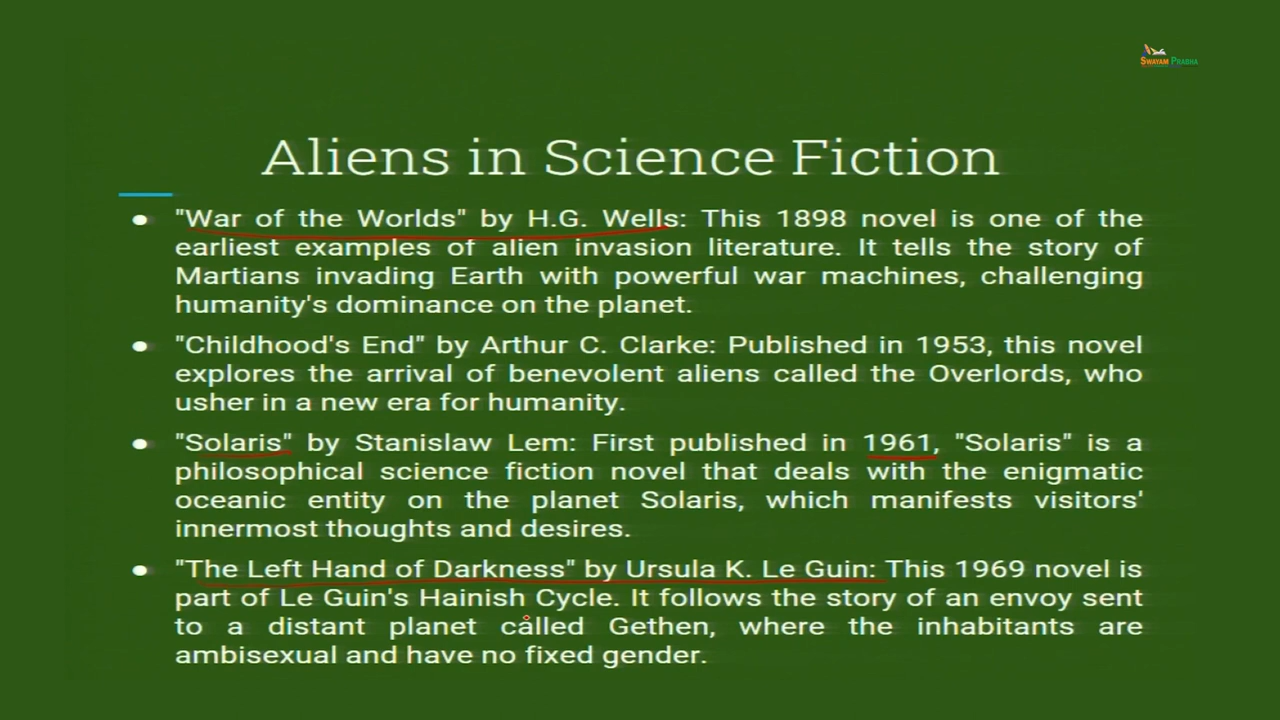 SWAYAM PRABHA
Aliens in Science Fiction
● "War of the Worlds" by H.G. Wells: This 1898 novel is one of the
earliest examples of alien invasion literature. It tells the story of
Martians invading Earth with powerful war machines, challenging
humanity's dominance on the planet.
● "Childhood's End" by Arthur C. Clarke: Published in 1953, this novel
explores the arrival of benevolent aliens called the Overlords, who
usher in a new era for humanity.
● "Solaris" by Stanislaw Lem: First published in 1961, "Solaris" is a
philosophical science fiction novel that deals with the enigmatic
oceanic entity on the planet Solaris, which manifests visitors'
innermost thoughts and desires.
● "The Left Hand of Darkness" by Ursula K. Le Guin: This 1969 novel is
part of Le Guin's Hainish Cycle. It follows the story of an envoy sent
to a distant planet called Gethen, where the inhabitants are
ambisexual and have no fixed gender.